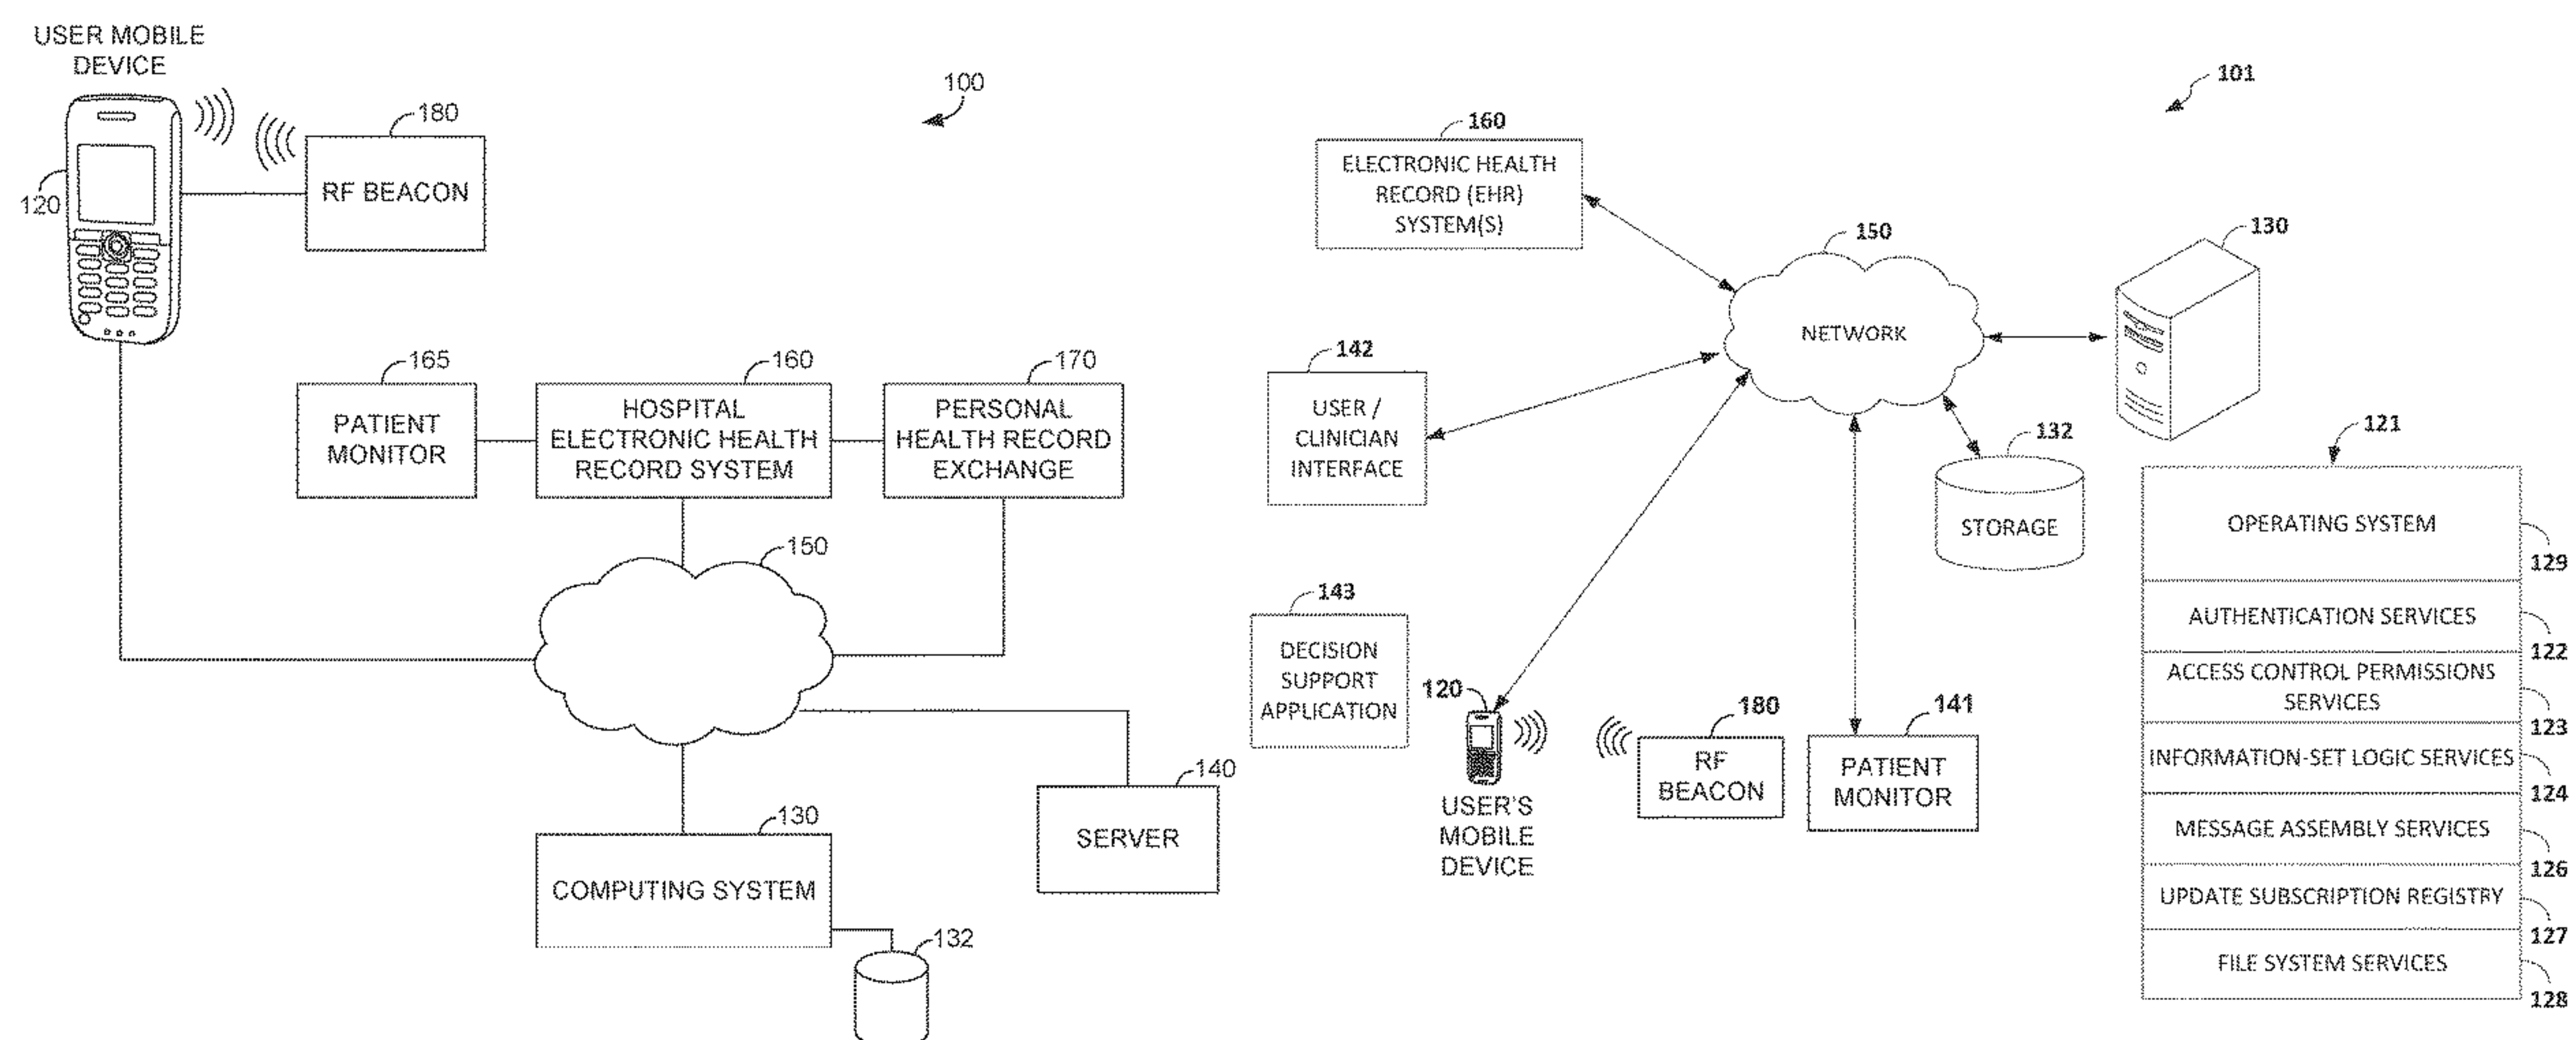 USER MOBILE
DEVICE
120
180
RF BEACON
100
165
PATIENT
MONITOR
160
HOSPITAL
ELECTRONIC HEALTH
RECORD SYSTEM
170
PERSONAL
HEALTH RECORD
EXCHANGE
150
140
SERVER
130
COMPUTING SYSTEM
132
101
160
ELECTRONIC HEALTH
RECORD (EHR)
SYSTEM(S)
150
NETWORK
130
142
USER /
CLINICIAN
INTERFACE
132
STORAGE
143
DECISION
SUPPORT
APPLICATION
120
USER'S
MOBILE
DEVICE
180
RF
BEACON
141
PATIENT
MONITOR
121
OPERATING SYSTEM
129
AUTHENTICATION SERVICES
122
ACCESS CONTROL PERMISSIONS
SERVICES
123
INFORMATION-SET LOGIC SERVICES
124
MESSAGE ASSEMBLY SERVICES
126
UPDATE SUBSCRIPTION REGISTRY
127
FILE SYSTEM SERVICES
128